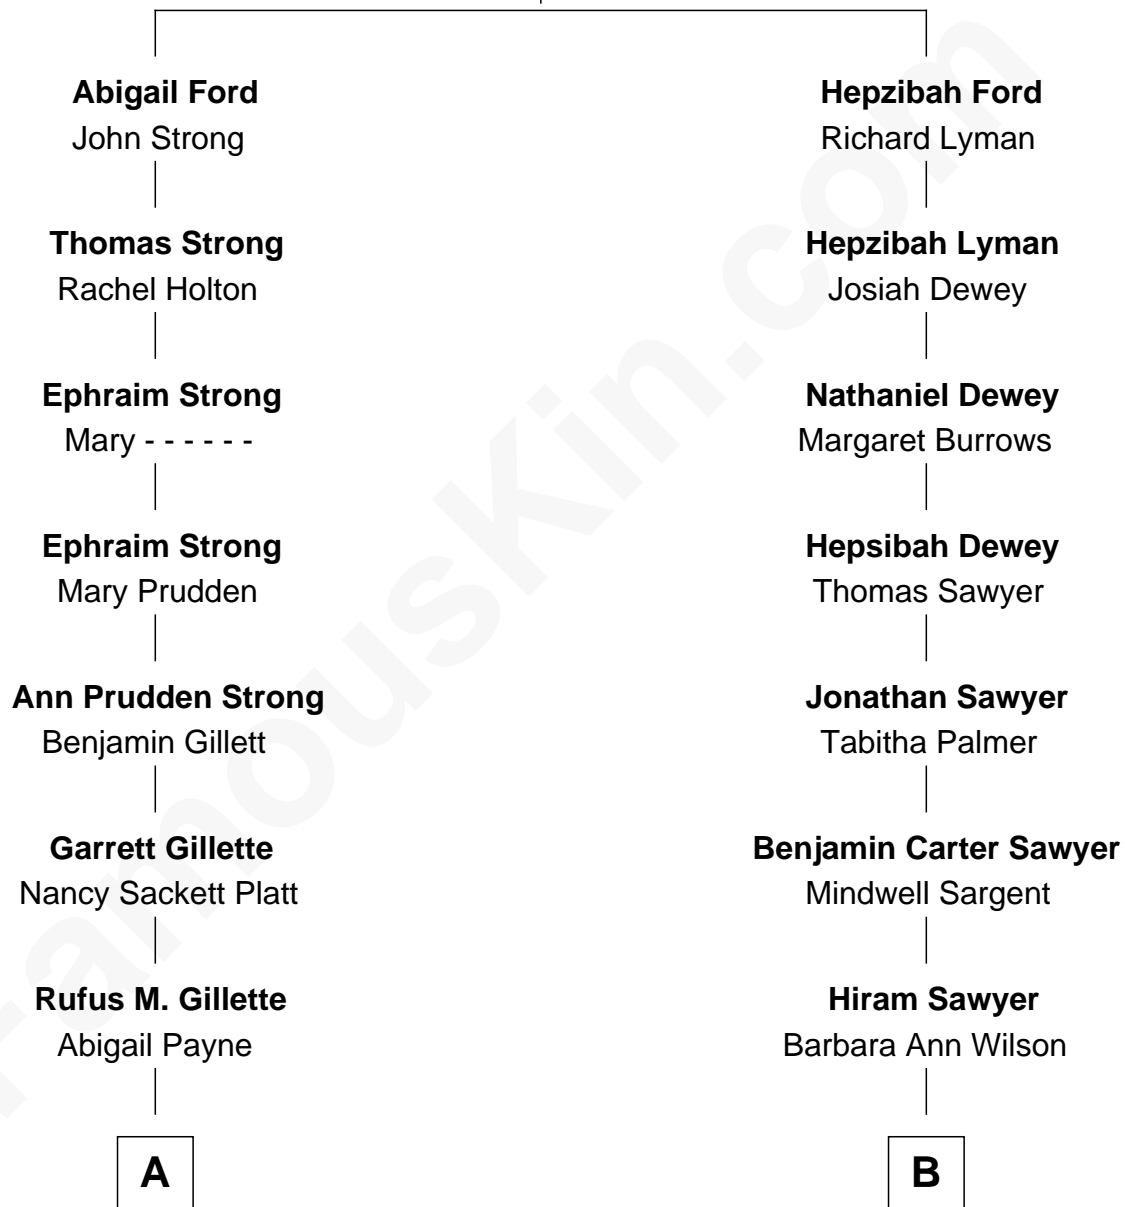 Abigail Ford
John Strong
Hepzibah Ford
Richard Lyman
Thomas Strong
Rachel Holton
Hepzibah Lyman
Josiah Dewey
Ephraim Strong
Mary - - - - - -
Nathaniel Dewey
Margaret Burrows
Ephraim Strong
Mary Prudden
Hepsibah Dewey
Thomas Sawyer
Ann Prudden Strong
Benjamin Gillett
Jonathan Sawyer
Tabitha Palmer
Garrett Gillette
Nancy Sackett Platt
Benjamin Carter Sawyer
Mindwell Sargent
Rufus M. Gillette
Abigail Payne
Hiram Sawyer
Barbara Ann Wilson
A
B
FamousKin.com